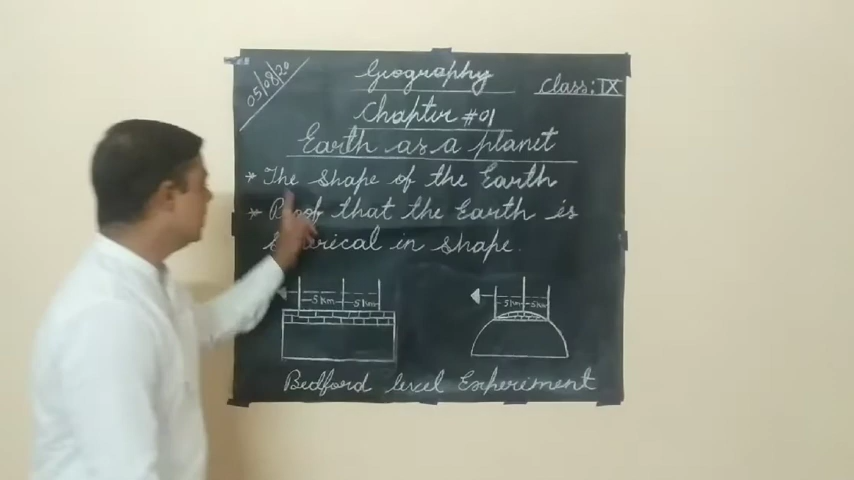 05/08/20
Geography
Class: IX
Chapter #01
Earth as a planet
* The Shape of the Earth
* Proof that the Earth is
in shape.
5 Km 5 Km
5 Km 5 Km
Bedford level Experiment